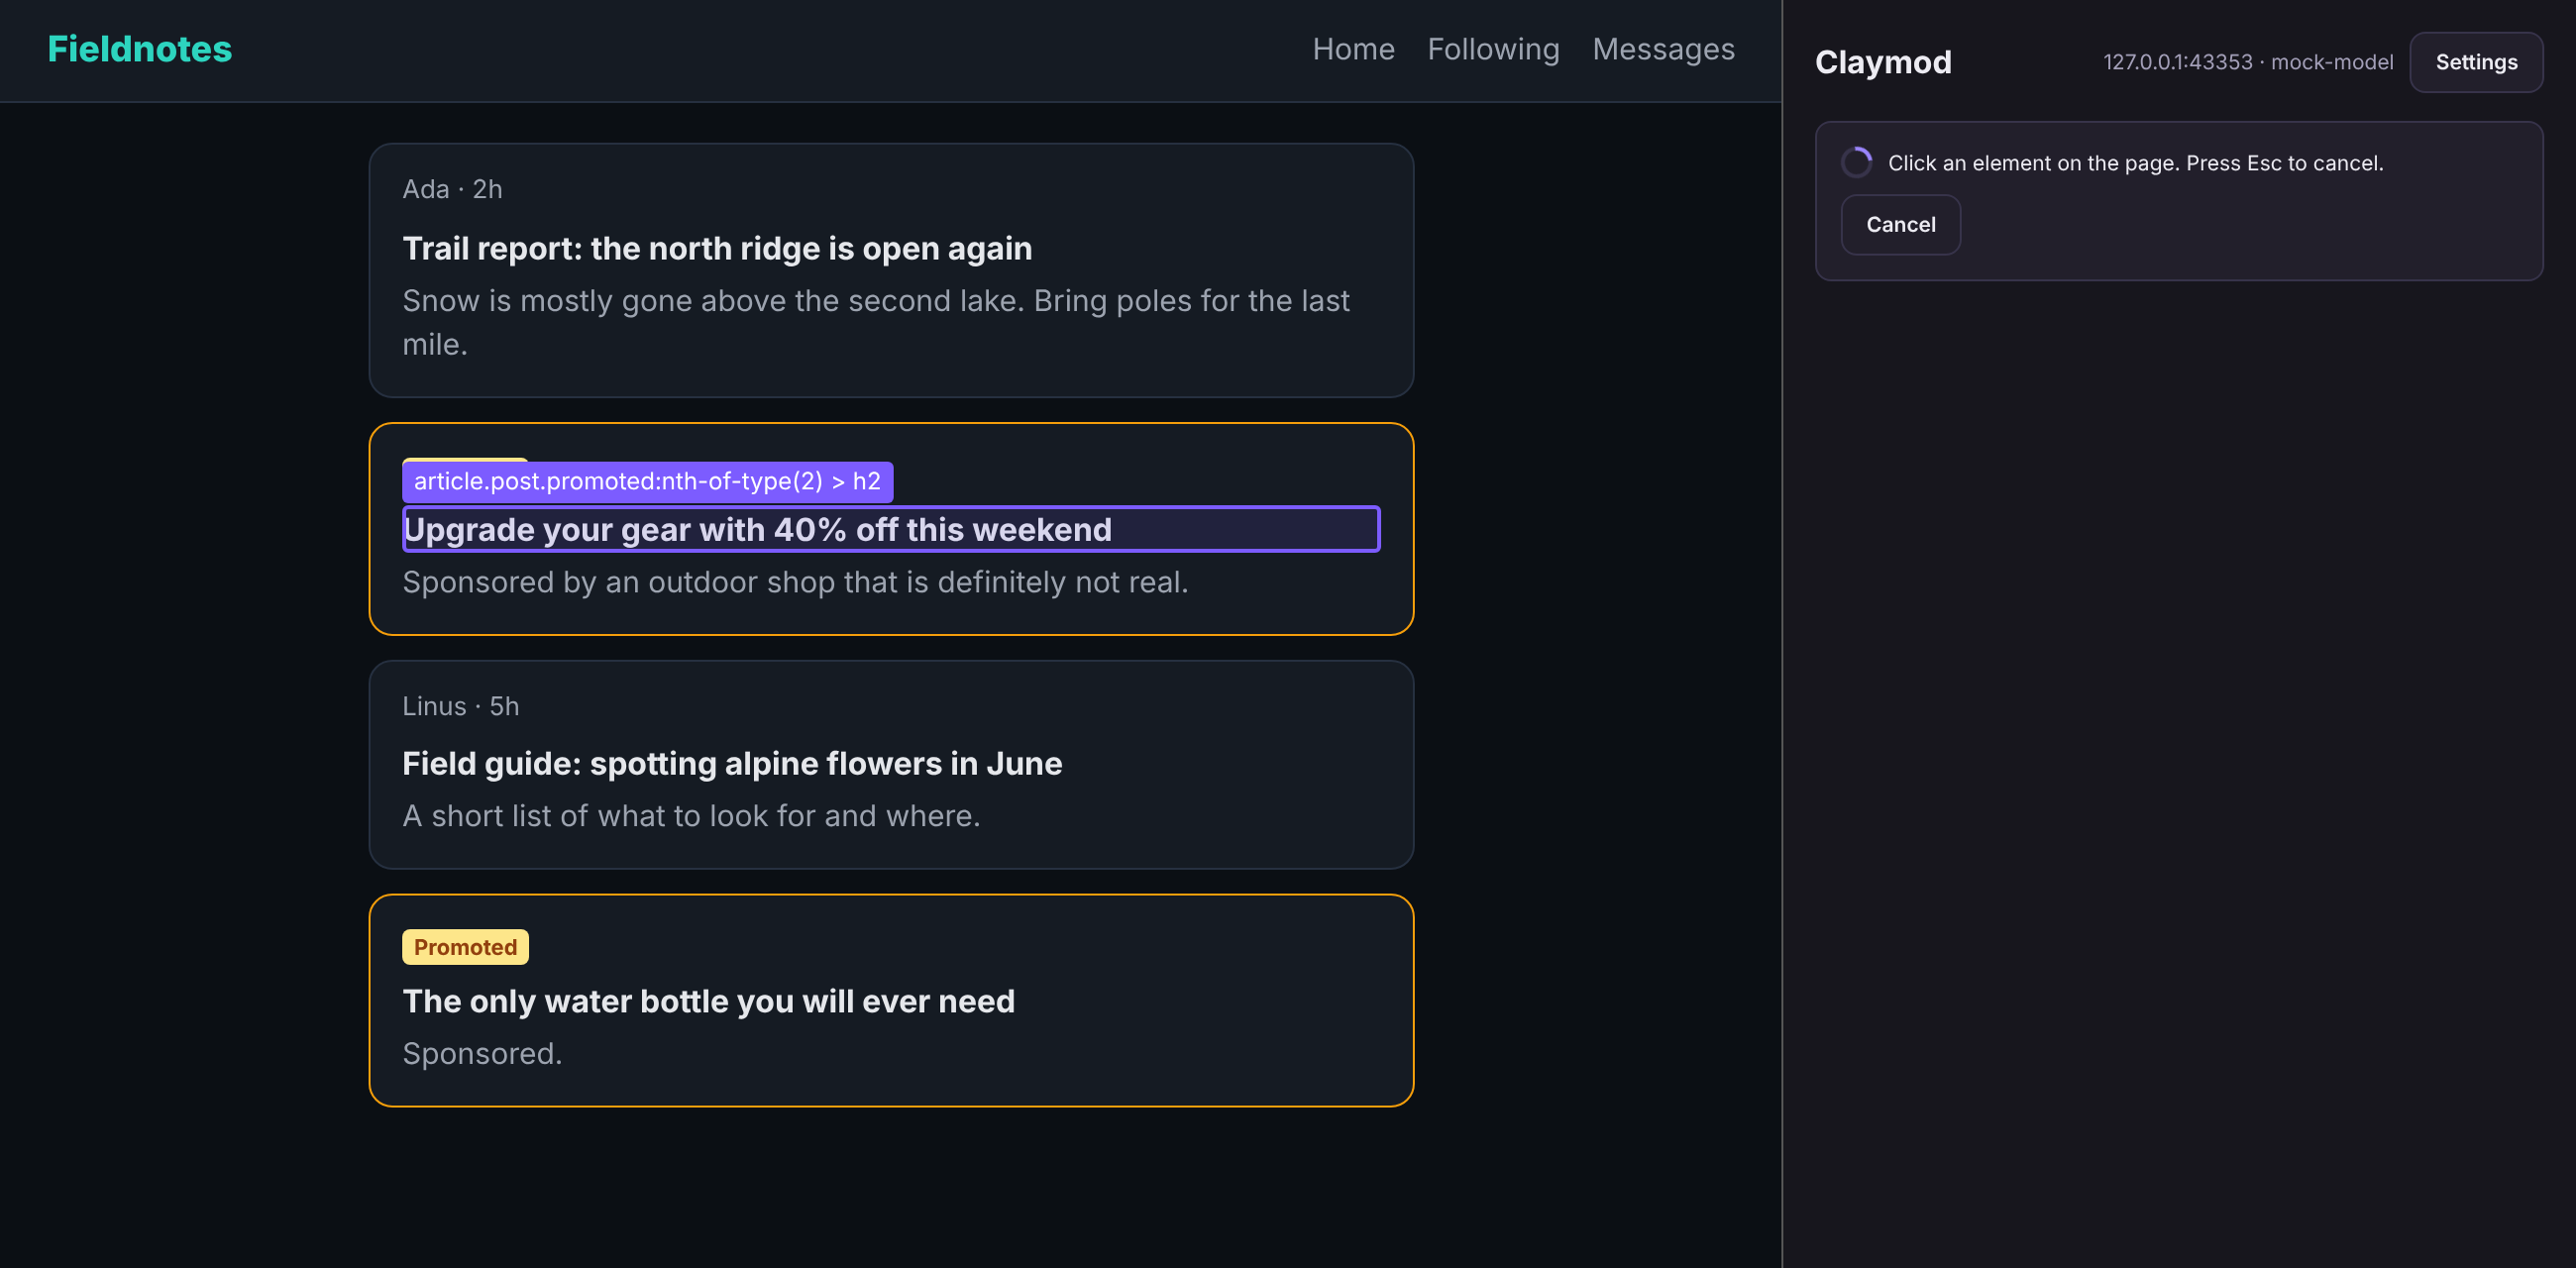 Fieldnotes
Home Following Messages
Ada · 2h
Trail report: the north ridge is open again
Snow is mostly gone above the second lake. Bring poles for the last
mile.
article.post.promoted:nth-of-type(2) > h2
Upgrade your gear with 40% off this weekend
Sponsored by an outdoor shop that is definitely not real.
Linus · 5h
Field guide: spotting alpine flowers in June
A short list of what to look for and where.
Promoted
The only water bottle you will ever need
Sponsored.
Claymod
127.0.0.1:43353 · mock-model
Settings
Click an element on the page. Press Esc to cancel.
Cancel